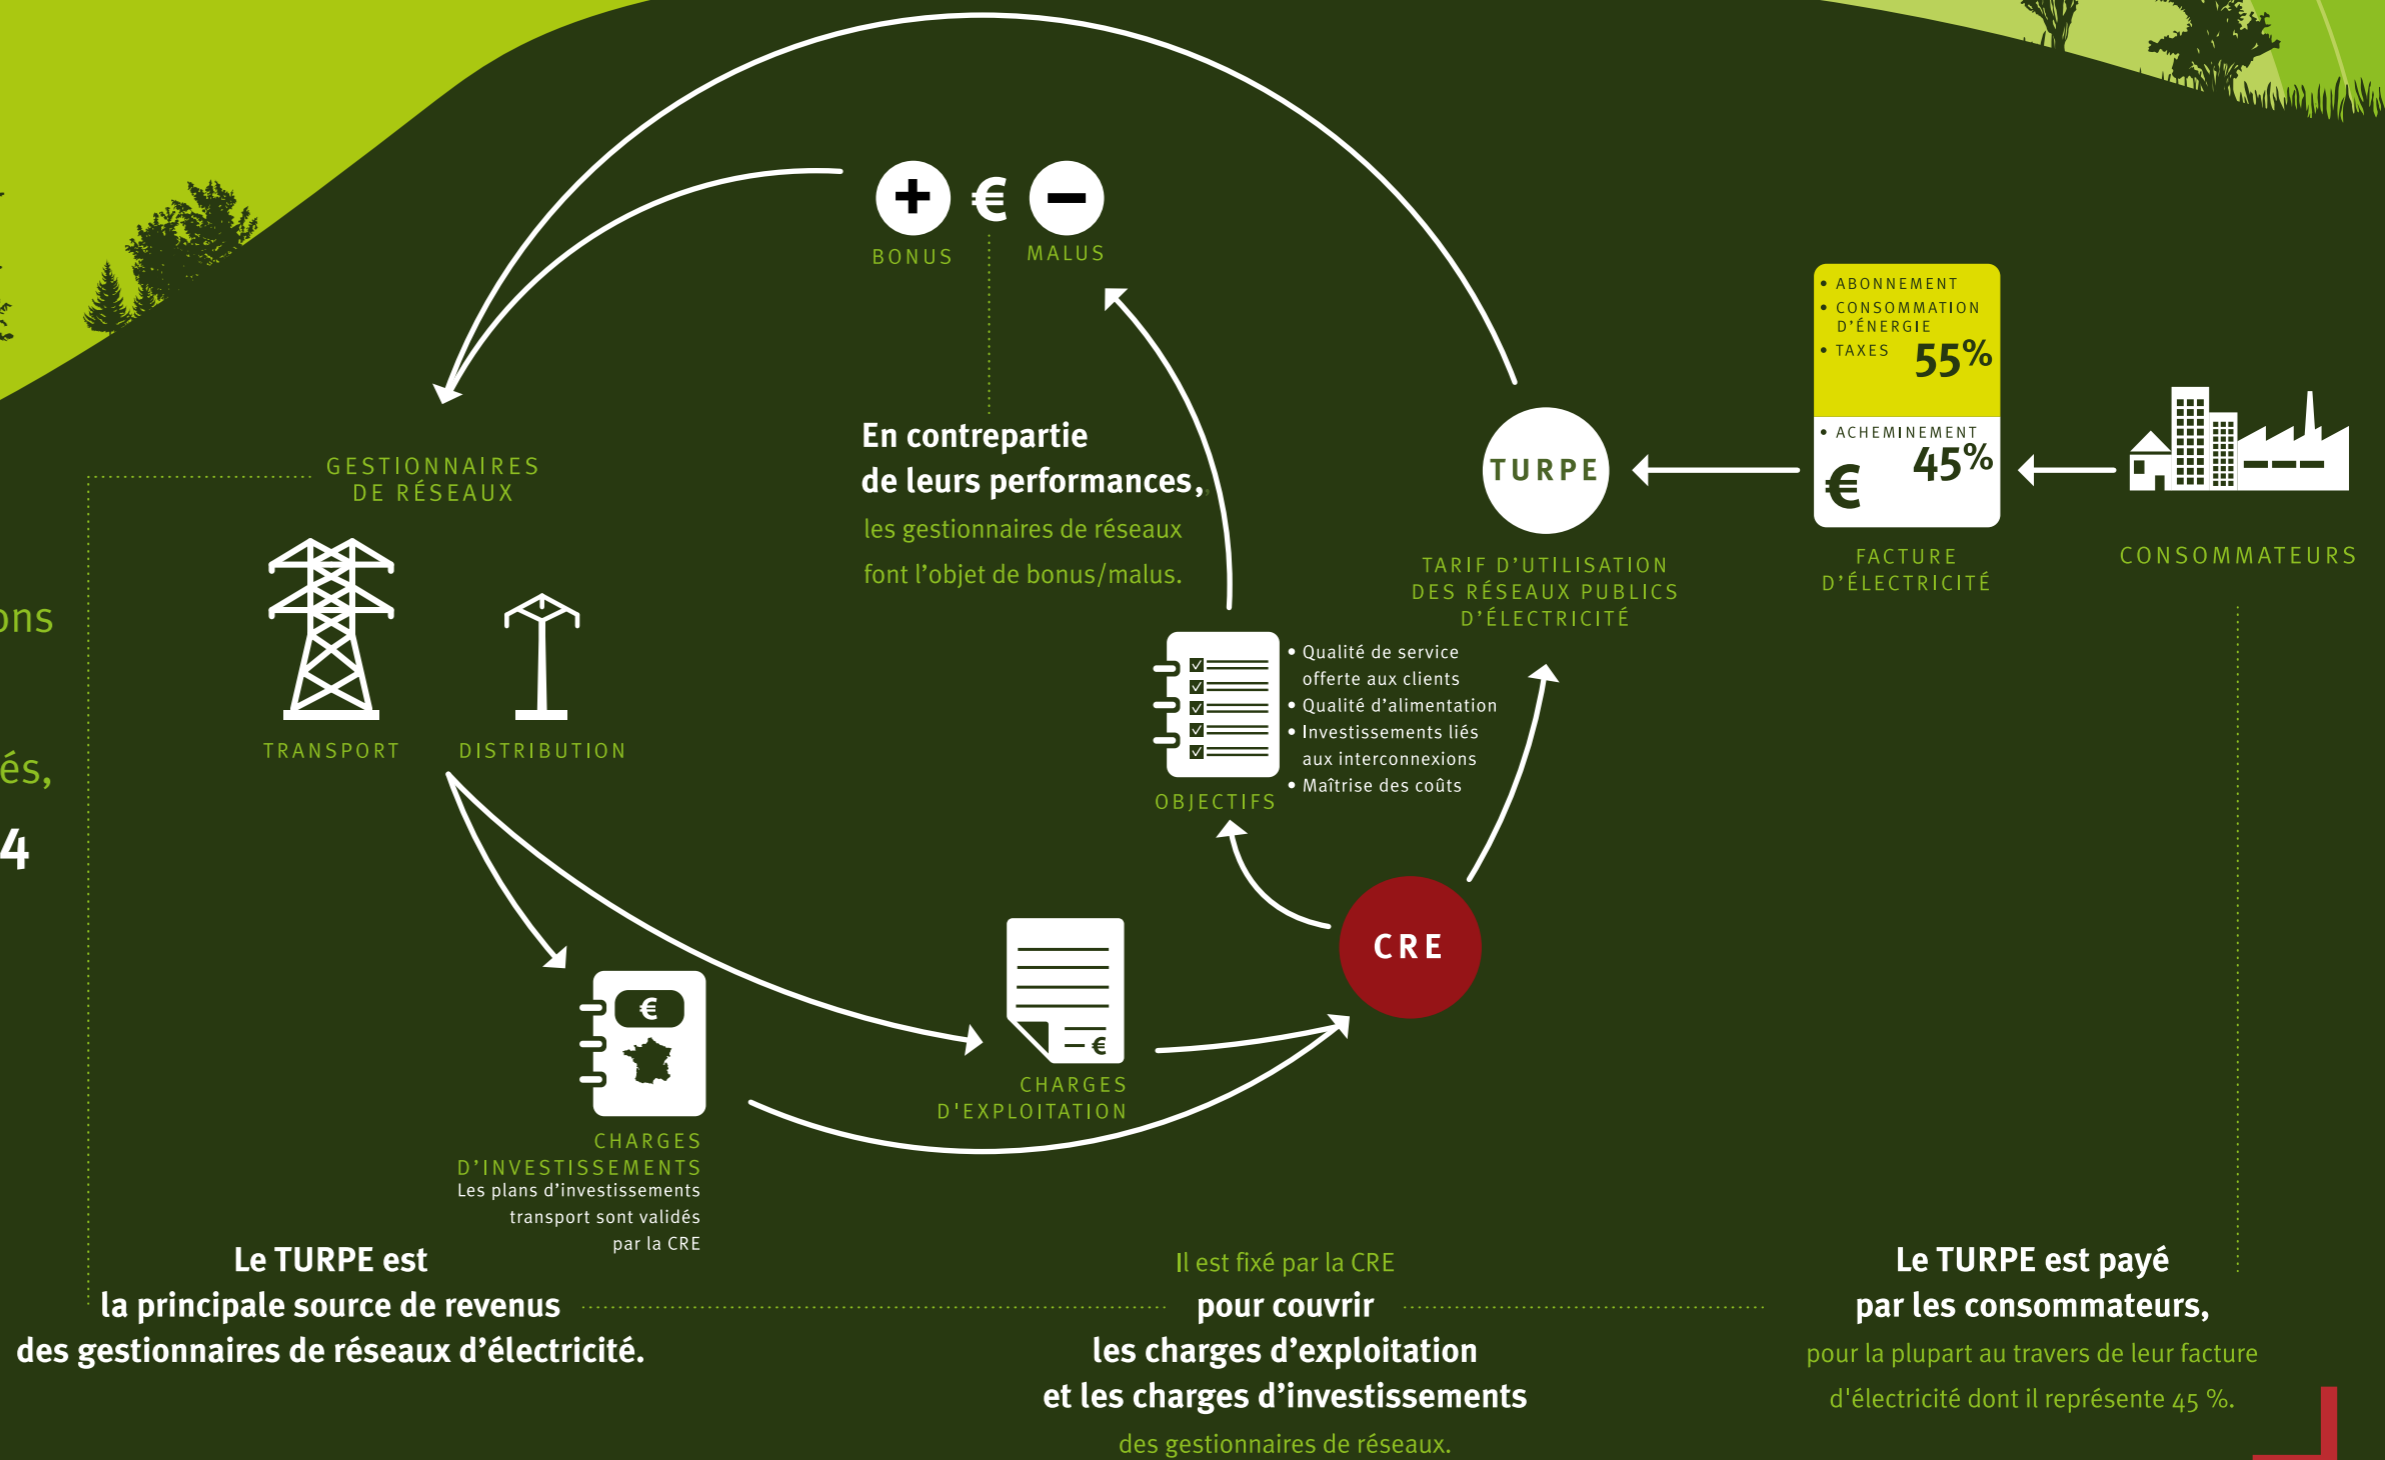 + € −
BONUS
MALUS
• ABONNEMENT
• CONSOMMATION
D'ÉNERGIE
• TAXES
55%
• ACHEMINEMENT
45%
€
FACTURE
D'ÉLECTRICITÉ
CONSOMMATEURS
TURPE
TARIF D'UTILISATION
DES RÉSEAUX PUBLICS
D'ÉLECTRICITÉ
En contrepartie
de leurs performances,,
les gestionnaires de réseaux
font l'objet de bonus/malus.
GESTIONNAIRES
DE RÉSEAUX
TRANSPORT
DISTRIBUTION
ons
és,
4
• Qualité de service
offerte aux clients
• Qualité d'alimentation
• Investissements liés
aux interconnexions
• Maîtrise des coûts
OBJECTIFS
CRE
€
CHARGES
D'EXPLOITATION
€
CHARGES
D'INVESTISSEMENTS
Les plans d'investissements
transport sont validés
par la CRE
Le TURPE est
la principale source de revenus
des gestionnaires de réseaux d'électricité.
Il est fixé par la CRE
pour couvrir
les charges d'exploitation
et les charges d'investissements
des gestionnaires de réseaux.
Le TURPE est payé
par les consommateurs,
pour la plupart au travers de leur facture
d'électricité dont il représente 45 %.